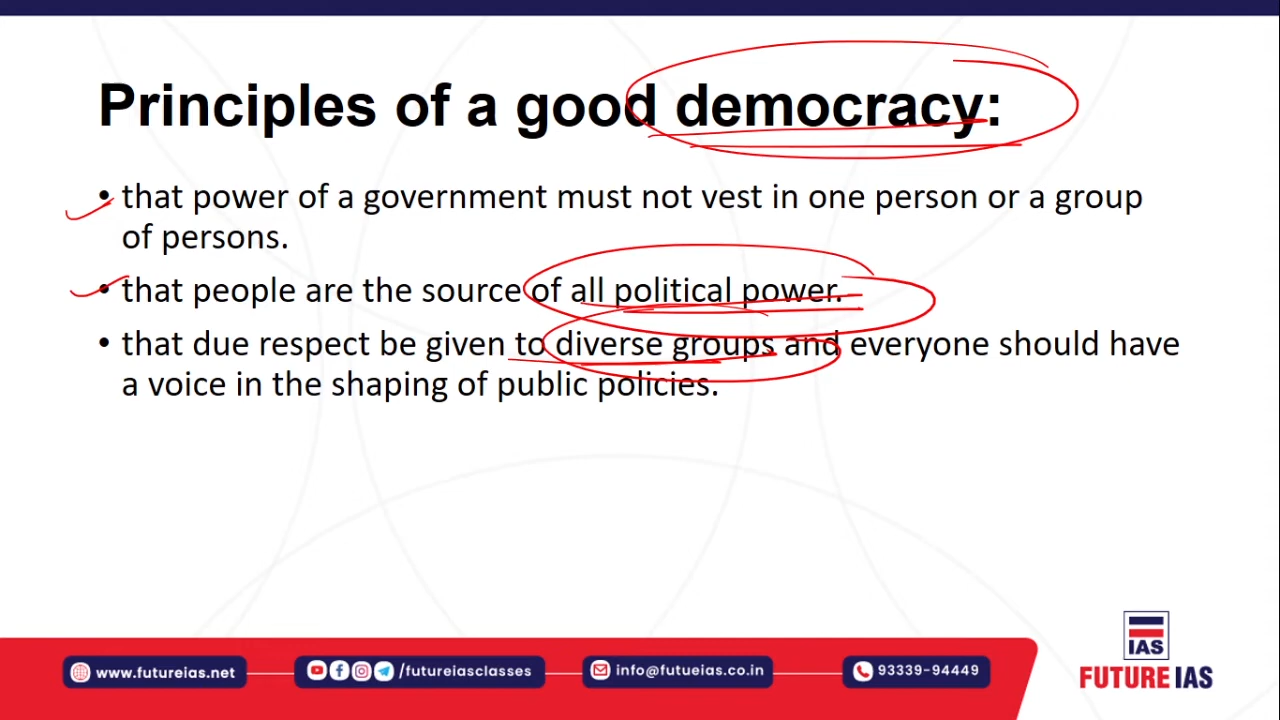 Principles of a good democracy:
• that power of a government must not vest in one person or a group
of persons.
• that people are the source of all political power.
• that due respect be given to diverse groups and everyone should have
a voice in the shaping of public policies.
IAS
FUTURE IAS
www.futureias.net
/futureiasclasses
info@futueias.co.in
93339-94449